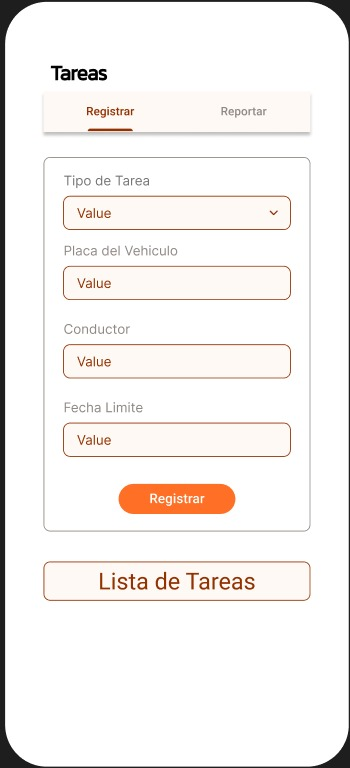 Tareas
Registrar
Reportar
Tipo de Tarea
Value
Placa del Vehiculo
Value
Conductor
Value
Fecha Limite
Value
Registrar
Lista de Tareas